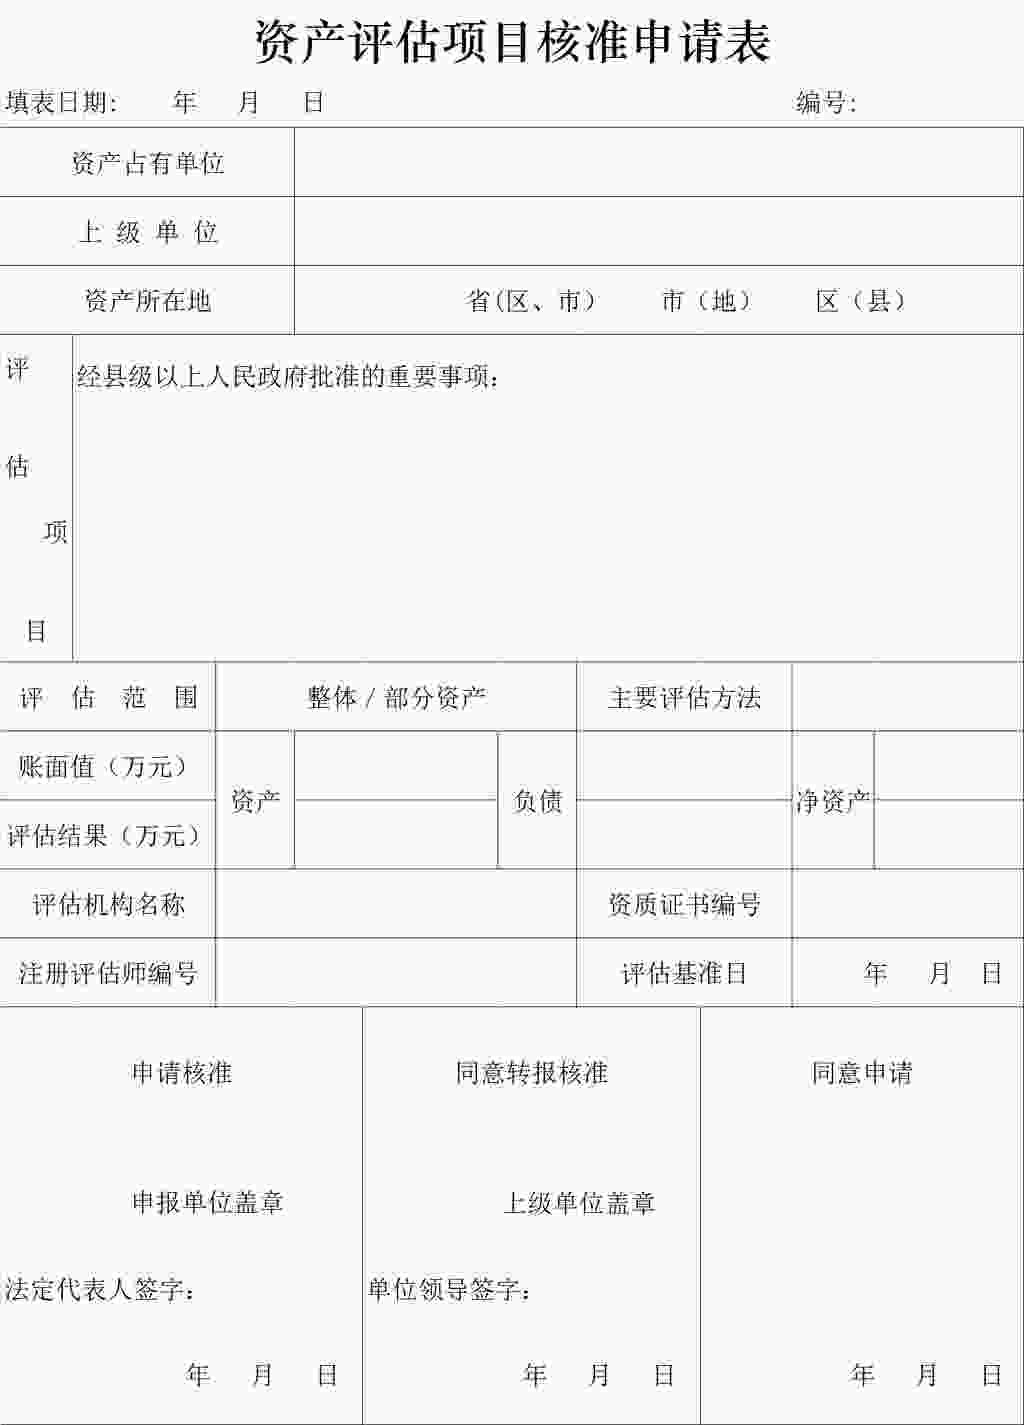 资产评估项目核准申请表
填表日期: 年 月 日 编号:
资产占有单位
上 级 单 位
资产所在地 省(区、市） 市（地） 区（县）
评
估
项
目
经县级以上人民政府批准的重要事项：
评 估 范 围 整体 / 部分资产 主要评估方法
账面值（万元）
资产 负债 净资产
评估结果（万元）
评估机构名称 资质证书编号
注册评估师编号 评估基准日 年 月 日
申请核准 同意转报核准 同意申请
申报单位盖章 上级单位盖章
法定代表人签字： 单位领导签字：
年 月 日 年 月 日 年 月 日